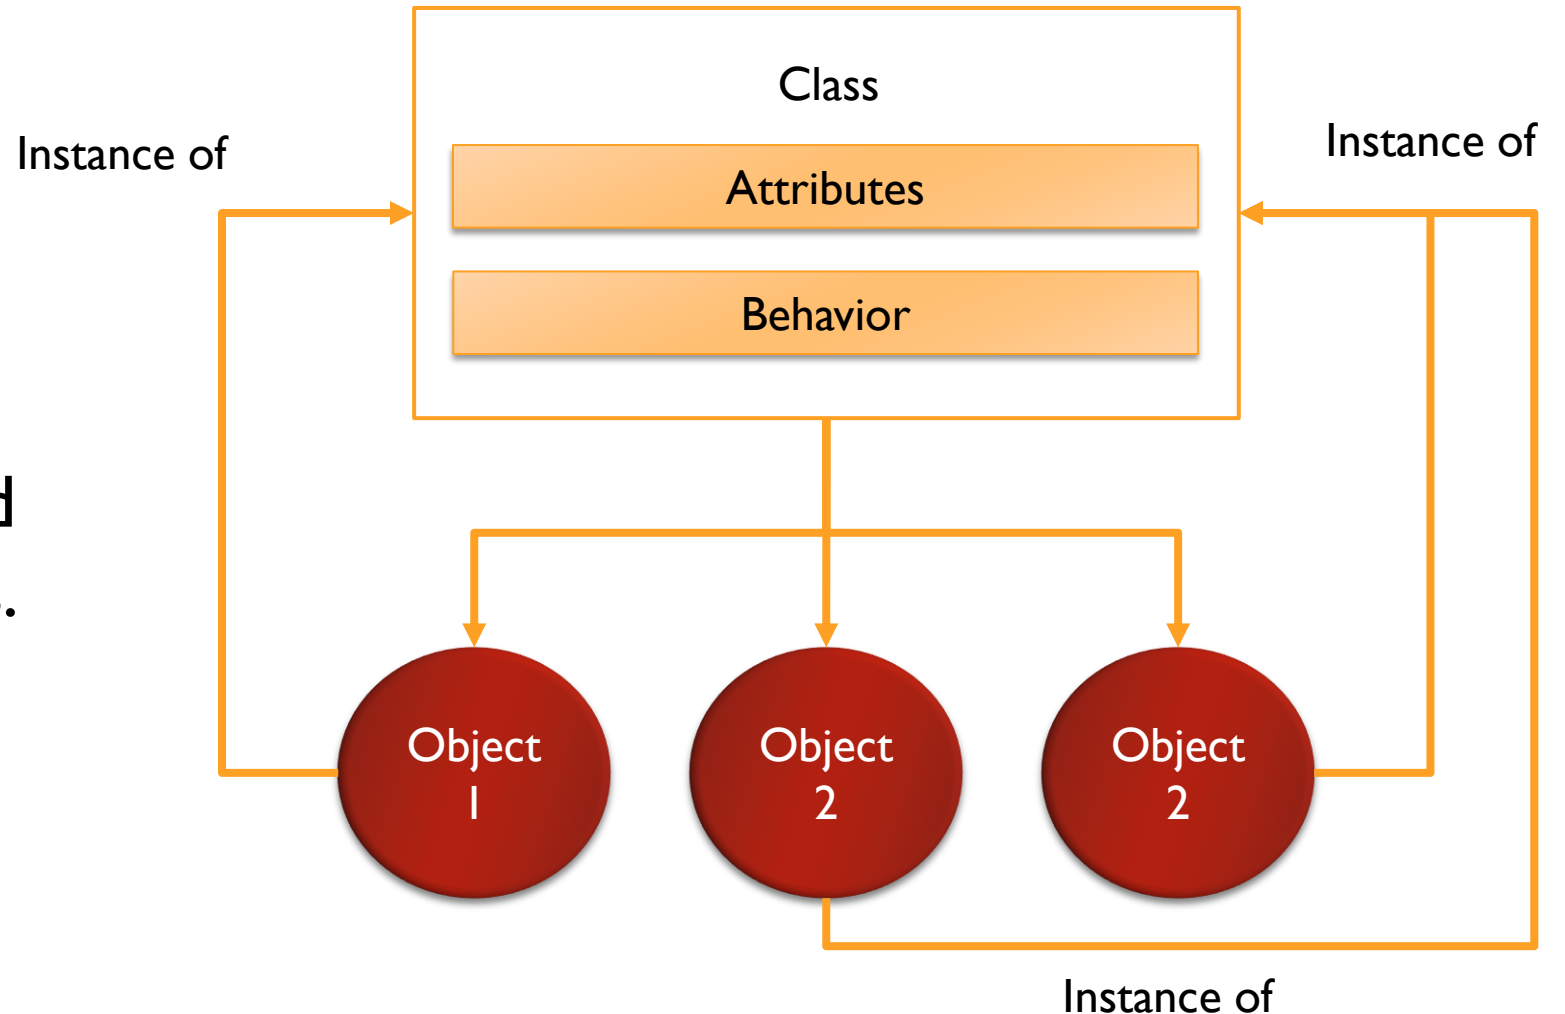 Class
Instance of
Instance of
Attributes
Behavior
Object
1
Object
2
Object
2
Instance of